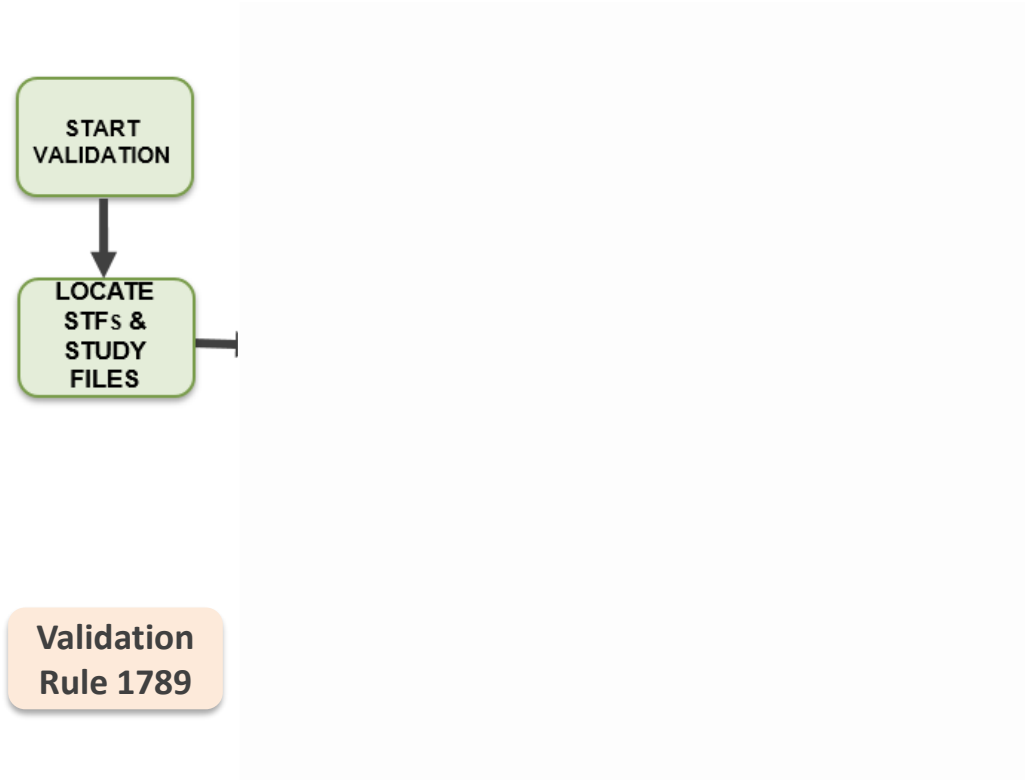 START
VALIDATION
LOCATE
STFs &
STUDY
FILES
Validation
Rule 1789